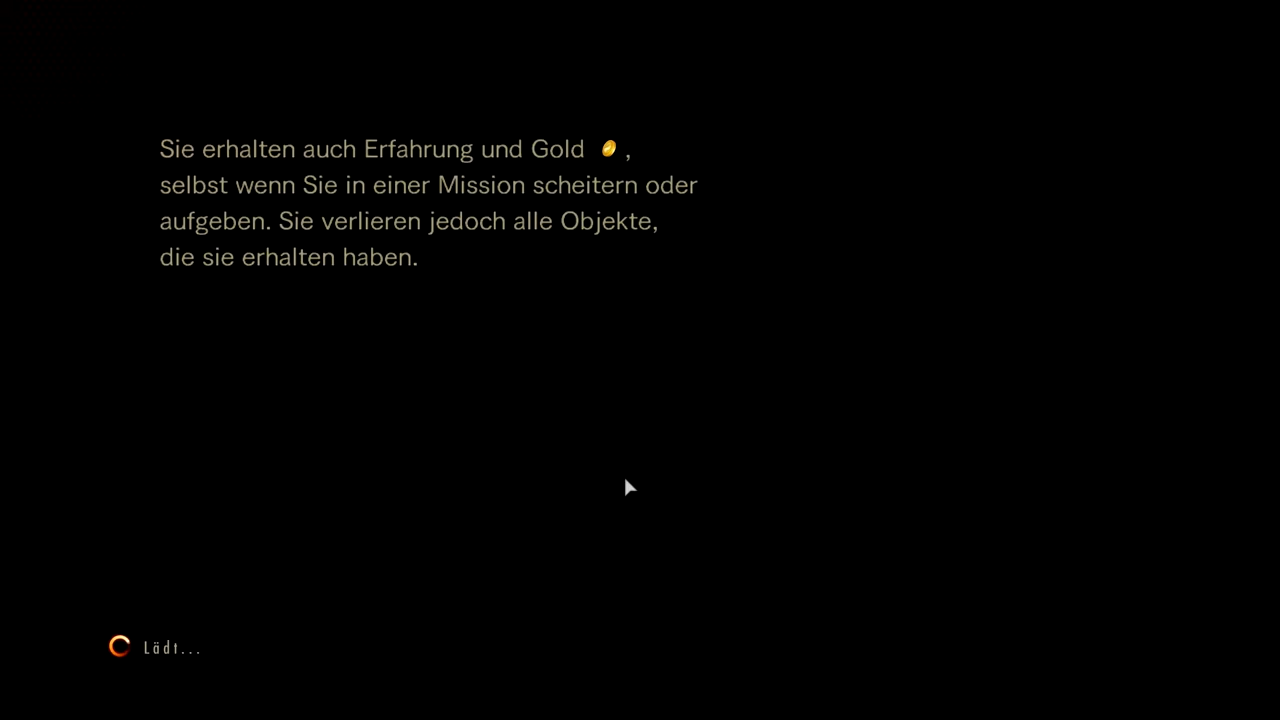 Sie erhalten auch Erfahrung und Gold ,
selbst wenn Sie in einer Mission scheitern oder
aufgeben. Sie verlieren jedoch alle Objekte,
die sie erhalten haben.
Lädt...